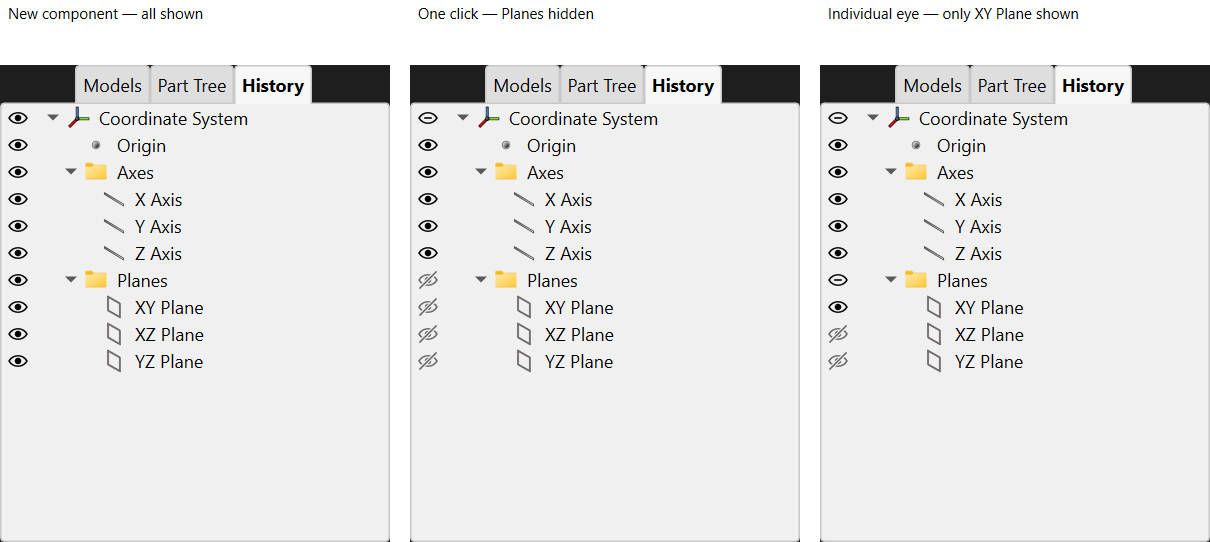 New component — all shown
Models Part Tree History
Coordinate System
Origin
Axes
X Axis
Y Axis
Z Axis
Planes
XY Plane
XZ Plane
YZ Plane
One click — Planes hidden
Models Part Tree History
Coordinate System
Origin
Axes
X Axis
Y Axis
Z Axis
Planes
XY Plane
XZ Plane
YZ Plane
Individual eye — only XY Plane shown
Models Part Tree History
Coordinate System
Origin
Axes
X Axis
Y Axis
Z Axis
Planes
XY Plane
XZ Plane
YZ Plane